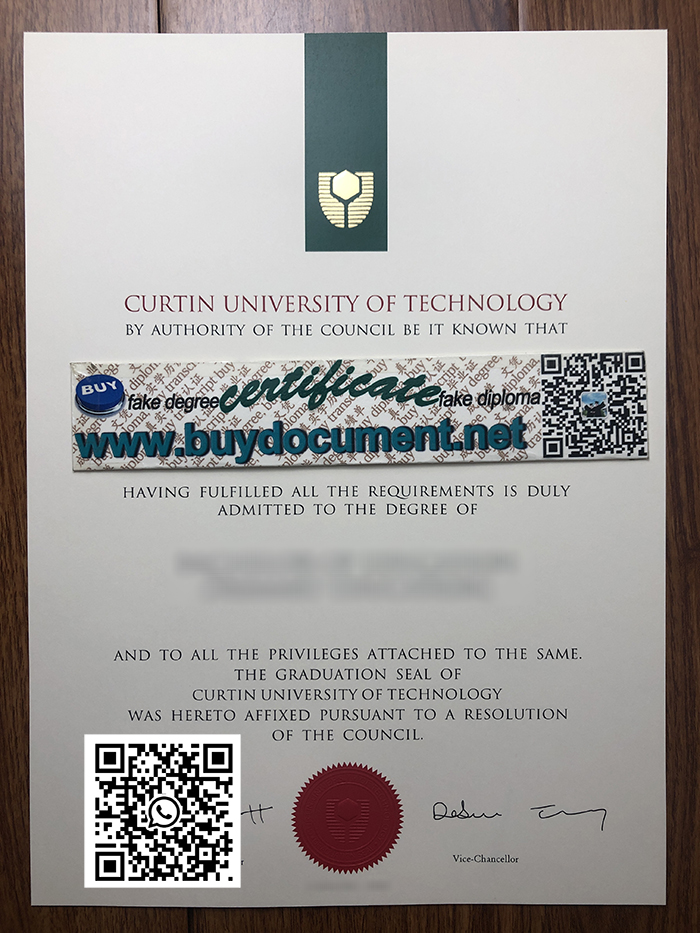 CURTIN UNIVERSITY OF TECHNOLOGY
BY AUTHORITY OF THE COUNCIL BE IT KNOWN THAT
BUY
fake degree certificate fake diploma
www.buydocument.net
HAVING FULFILLED ALL THE REQUIREMENTS IS DULY
ADMITTED TO THE DEGREE OF
AND TO ALL THE PRIVILEGES ATTACHED TO THE SAME.
THE GRADUATION SEAL OF
CURTIN UNIVERSITY OF TECHNOLOGY
WAS HERETO AFFIXED PURSUANT TO A RESOLUTION
OF THE COUNCIL.
Vice-Chancellor